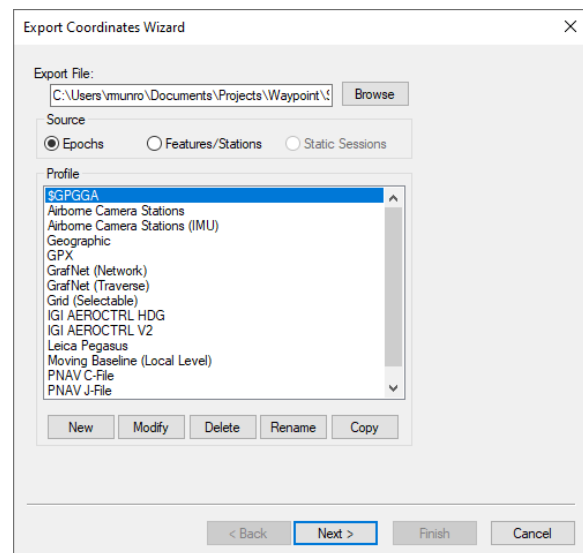 Export Coordinates Wizard
Export File:
C:\Users\rmunro\Documents\Projects\Waypoint\S
Browse
Source
Epochs Features/Stations Static Sessions
Profile
$GPGGA
Airborne Camera Stations
Airborne Camera Stations (IMU)
Geographic
GPX
GrafNet (Network)
GrafNet (Traverse)
Grid (Selectable)
IGI AEROCTRL HDG
IGI AEROCTRL V2
Leica Pegasus
Moving Baseline (Local Level)
PNAV C-File
PNAV J-File
New Modify Delete Rename Copy
< Back Next > Finish Cancel